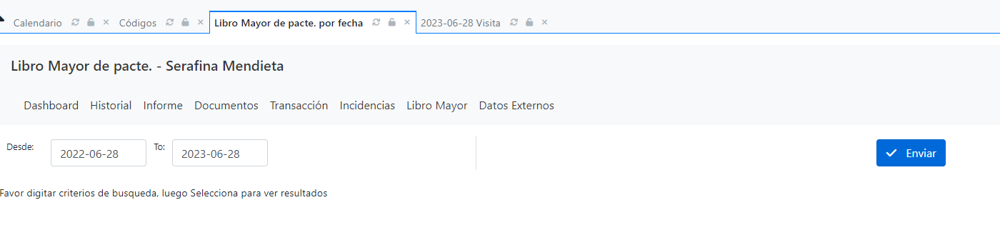 Calendario Códigos Libro Mayor de pacte. por fecha 2023-06-28 Visita
Libro Mayor de pacte. - Serafina Mendieta
Dashboard Historial Informe Documentos Transacción Incidencias Libro Mayor Datos Externos
Desde: 2022-06-28 To: 2023-06-28 Enviar
Favor digitar criterios de busqueda, luego Selecciona para ver resultados